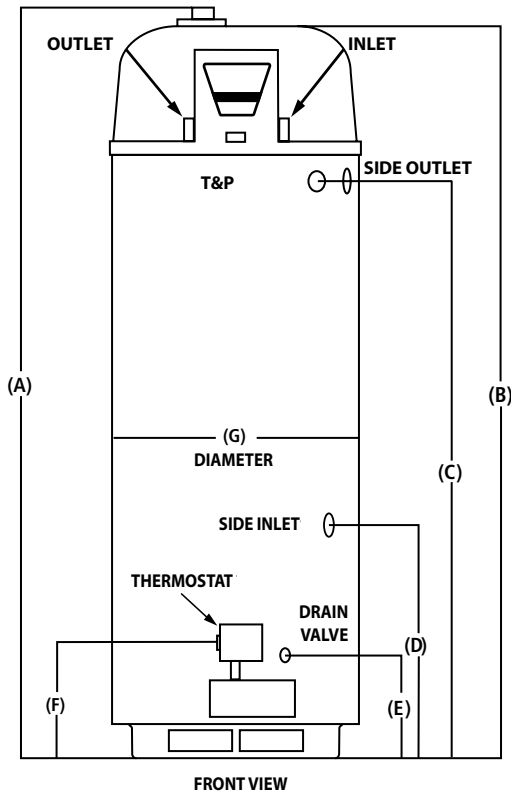 OUTLET
INLET
T&P
SIDE OUTLET
(A)
(B)
(C)
(G)
DIAMETER
SIDE INLET
THERMOSTAT
DRAIN
VALVE
(D)
(F)
(E)
FRONT VIEW